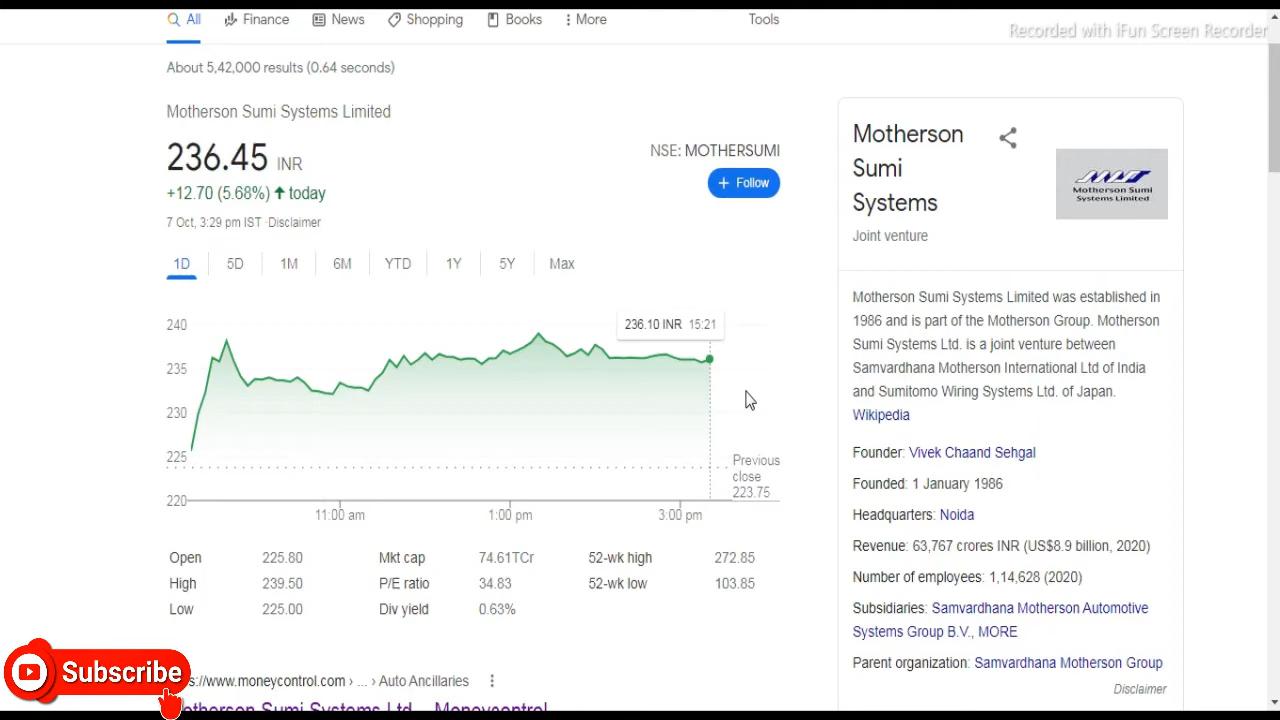 All
Finance
News
Shopping
Books
More
Tools
Recorded with iFun Screen Recorder
About 5,42,000 results (0.64 seconds)
Motherson Sumi Systems Limited
236.45 INR
NSE: MOTHERSUMI
+12.70 (5.68%) today
+ Follow
7 Oct, 3:29 pm IST · Disclaimer
1D
5D
1M
6M
YTD
1Y
5Y
Max
236.10 INR 15:21
240
235
230
225
220
Previous
close
223.75
11:00 am
1:00 pm
3:00 pm
Open 225.80 Mkt cap 74.61TCr 52-wk high 272.85
High 239.50 P/E ratio 34.83 52-wk low 103.85
Low 225.00 Div yield 0.63%
Subscribe
s://www.moneycontrol.com › ... › Auto Ancillaries
Motherson Sumi Systems Ltd. - Moneycontrol
Motherson
Sumi
Systems
Joint venture
MLT
Motherson Sumi
Systems Limited
Motherson Sumi Systems Limited was established in
1986 and is part of the Motherson Group. Motherson
Sumi Systems Ltd. is a joint venture between
Samvardhana Motherson International Ltd of India
and Sumitomo Wiring Systems Ltd. of Japan.
Wikipedia
Founder: Vivek Chaand Sehgal
Founded: 1 January 1986
Headquarters: Noida
Revenue: 63,767 crores INR (US$8.9 billion, 2020)
Number of employees: 1,14,628 (2020)
Subsidiaries: Samvardhana Motherson Automotive
Systems Group B.V., MORE
Parent organization: Samvardhana Motherson Group
Disclaimer